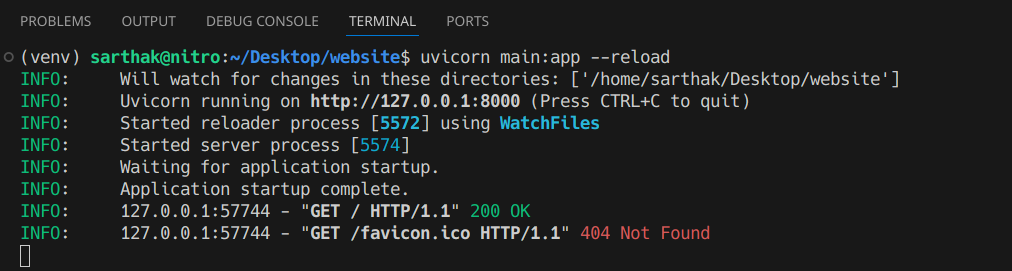 PROBLEMS OUTPUT DEBUG CONSOLE TERMINAL PORTS
(venv) sarthak@nitro:~/Desktop/website$ uvicorn main:app --reload
INFO: Will watch for changes in these directories: ['/home/sarthak/Desktop/website']
INFO: Uvicorn running on http://127.0.0.1:8000 (Press CTRL+C to quit)
INFO: Started reloader process [5572] using WatchFiles
INFO: Started server process [5574]
INFO: Waiting for application startup.
INFO: Application startup complete.
INFO: 127.0.0.1:57744 - "GET / HTTP/1.1" 200 OK
INFO: 127.0.0.1:57744 - "GET /favicon.ico HTTP/1.1" 404 Not Found